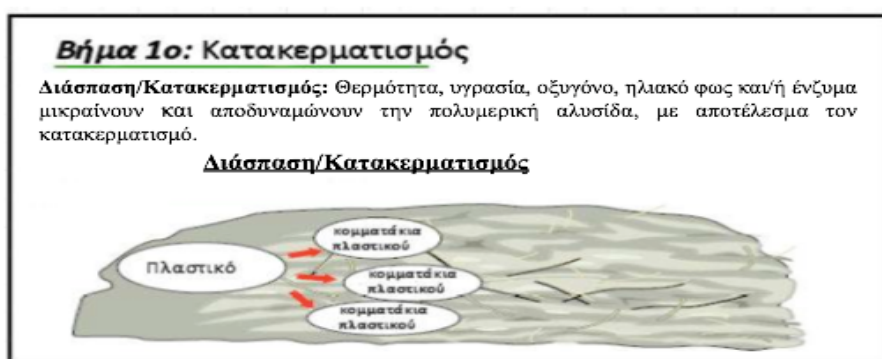 Βήμα 1ο: Κατακερματισμός
Διάσπαση/Κατακερματισμός: Θερμότητα, υγρασία, οξυγόνο, ηλιακό φως και/ή ένζυμα
μικραίνουν και αποδυναμώνουν την πολυμερική αλυσίδα, με αποτέλεσμα τον
κατακερματισμό.
Διάσπαση/Κατακερματισμός
κομματάκια
πλαστικού
Πλαστικό
κομματάκια
πλαστικού
κομματάκια
πλαστικού